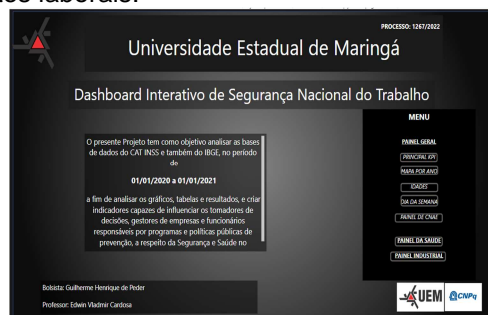 PROCESSO: 1267/2022
Universidade Estadual de Maringá
Dashboard Interativo de Segurança Nacional do Trabalho
O presente Projeto tem como objetivo analisar as bases
de dados do CAT INSS e também do IBGE, no período
de
01/01/2020 a 01/01/2021
a fim de analisar os gráficos, tabelas e resultados, e criar
indicadores capazes de influenciar os tomadores de
decisões, gestores de empresas e funcionários
responsáveis por programas e políticas públicas de
prevenção, a respeito da Segurança e Saúde no
MENU
PAINEL GERAL
PRINCIPAL KPI
MAPA POR ANO
IDADES
DIA DA SEMANA
PAINEL DE CNAE
PAINEL DA SAUDE
PAINEL INDUSTRIAL
Bolsista: Guilherme Henrique de Peder
Professor: Edwin Vladmir Cardosa
UEM
CNPq